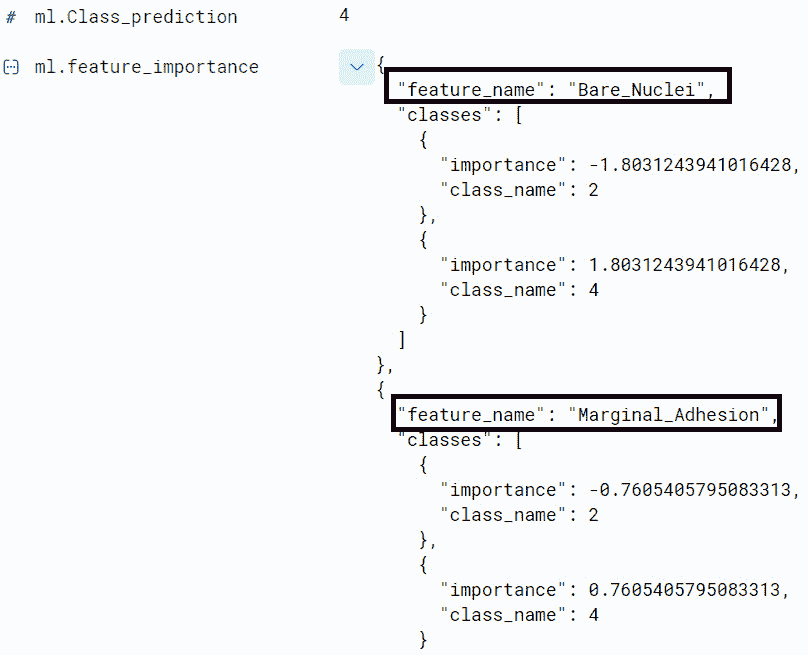 # ml.Class_prediction 4
ml.feature_importance {
"feature_name": "Bare_Nuclei",
"classes": [
{
"importance": -1.8031243941016428,
"class_name": 2
},
{
"importance": 1.8031243941016428,
"class_name": 4
}
]
},
{
"feature_name": "Marginal_Adhesion",
"classes": [
{
"importance": -0.7605405795083313,
"class_name": 2
},
{
"importance": 0.7605405795083313,
"class_name": 4
}